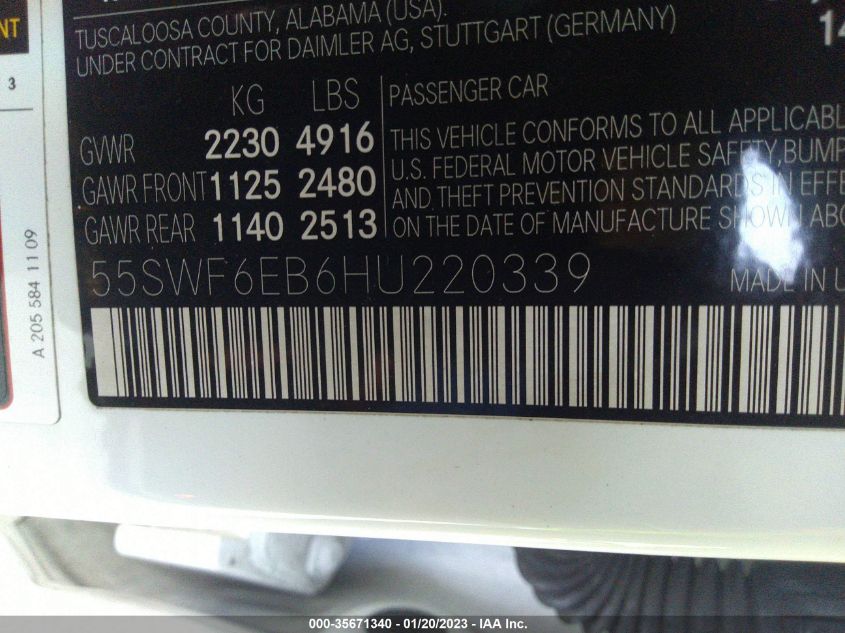 NT
3
A 205 584 11 09
TUSCALOOSA COUNTY, ALABAMA (USA).
UNDER CONTRACT FOR DAIMLER AG, STUTTGART (GERMANY)
14
KG LBS
GVWR 2230 4916
GAWR FRONT 1125 2480
GAWR REAR 1140 2513
PASSENGER CAR
THIS VEHICLE CONFORMS TO ALL APPLICABL
U.S. FEDERAL MOTOR VEHICLE SAFETY, BUMP
AND THEFT PREVENTION STANDARDS IN EFFE
ON THE DATE OF MANUFACTURE SHOWN ABO
55SWF6EB6HU220339
MADE IN U
000-35671340 - 01/20/2023 - IAA Inc.